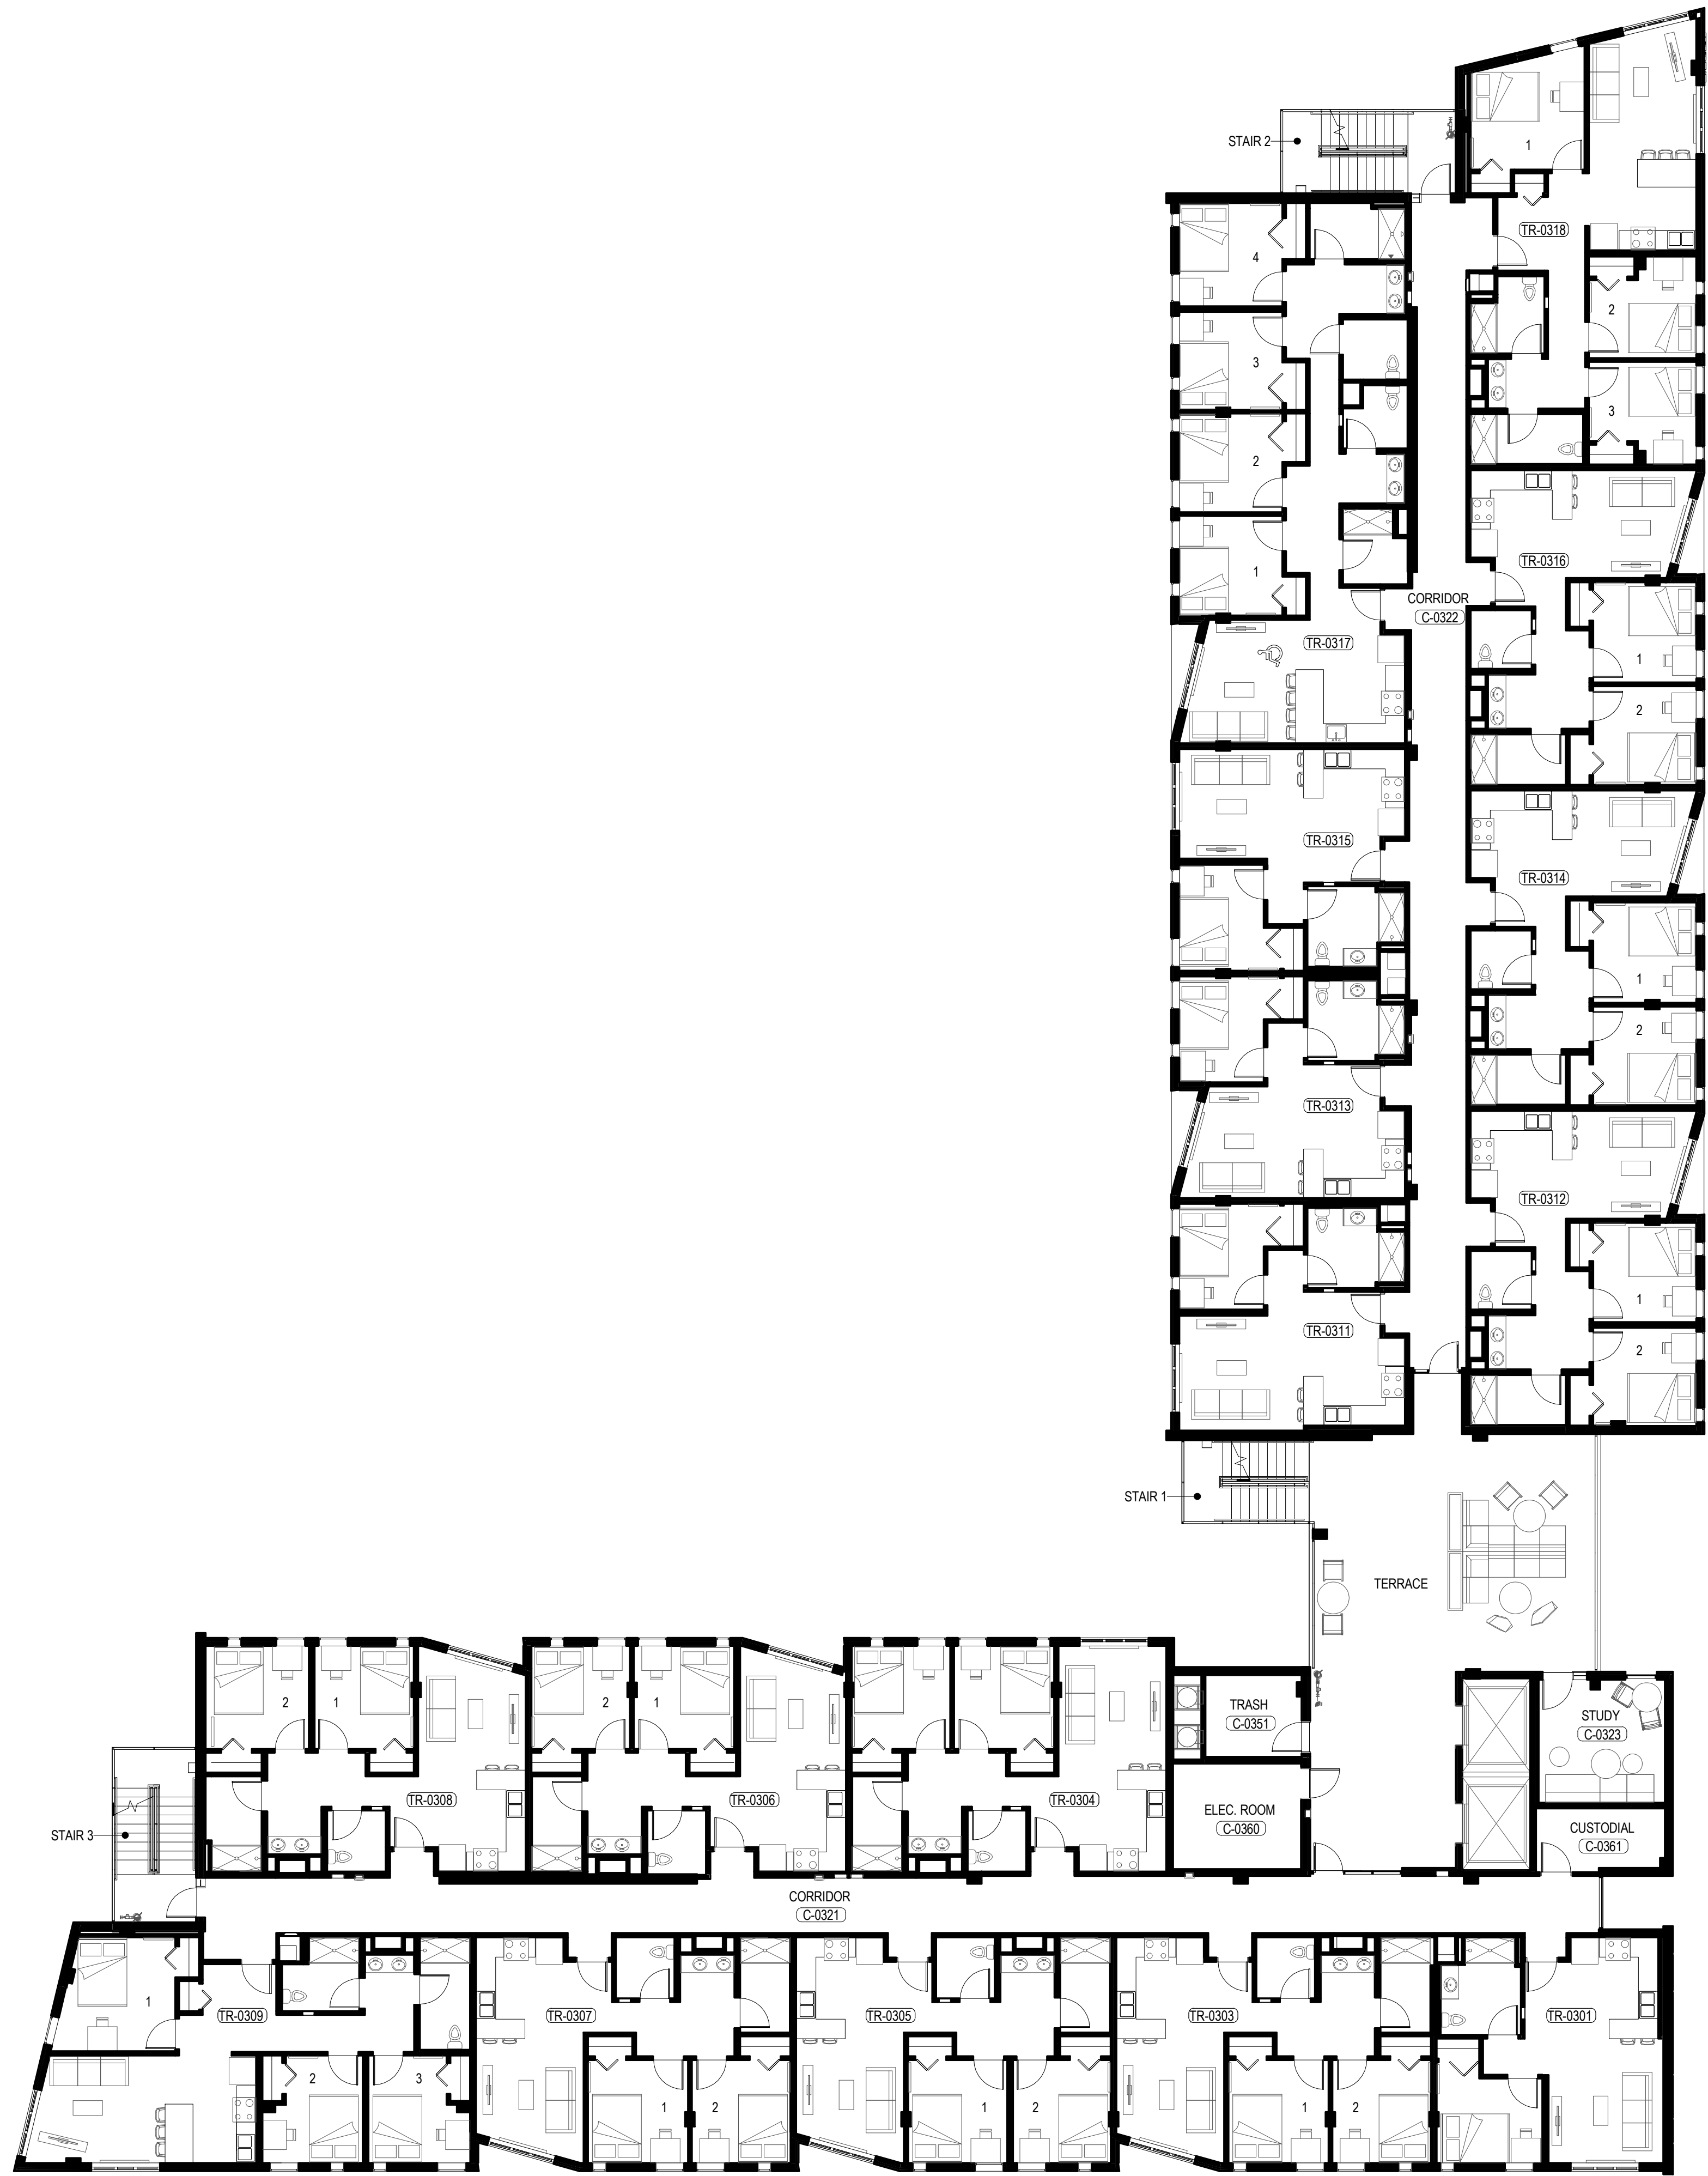 STAIR 2
1
TR-0318
4
2
3
3
2
TR-0316
1
CORRIDOR
C-0322
TR-0317
1
2
TR-0315
TR-0314
1
2
TR-0313
TR-0312
1
TR-0311
2
STAIR 1
TERRACE
2
1
2
1
TRASH
C-0351
STUDY
C-0323
TR-0308
TR-0306
TR-0304
ELEC. ROOM
C-0360
CUSTODIAL
C-0361
STAIR 3
CORRIDOR
C-0321
1
TR-0309
TR-0307
TR-0305
TR-0303
TR-0301
2
3
1
2
1
2
1
2